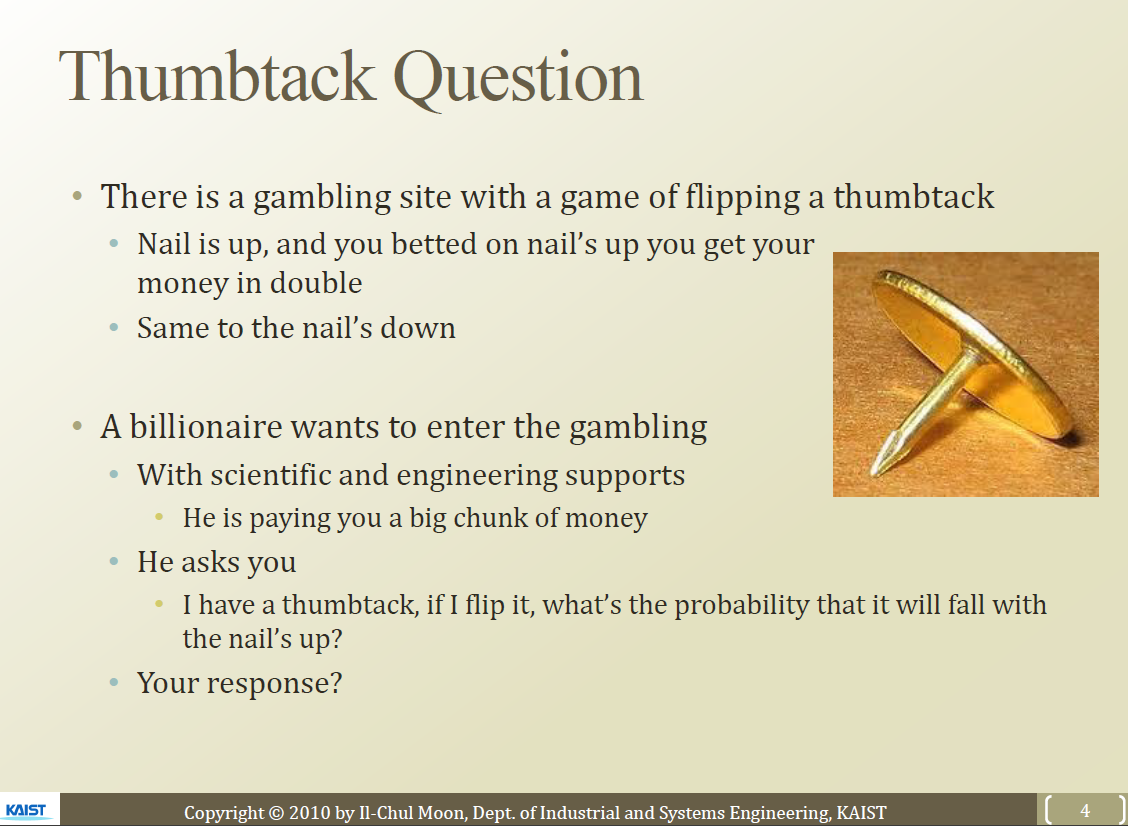 Thumbtack Question
• There is a gambling site with a game of flipping a thumbtack
• Nail is up, and you betted on nail's up you get your
money in double
• Same to the nail's down
• A billionaire wants to enter the gambling
• With scientific and engineering supports
• He is paying you a big chunk of money
• He asks you
• I have a thumbtack, if I flip it, what's the probability that it will fall with
the nail's up?
• Your response?
KAIST
Copyright © 2010 by Il-Chul Moon, Dept. of Industrial and Systems Engineering, KAIST
4